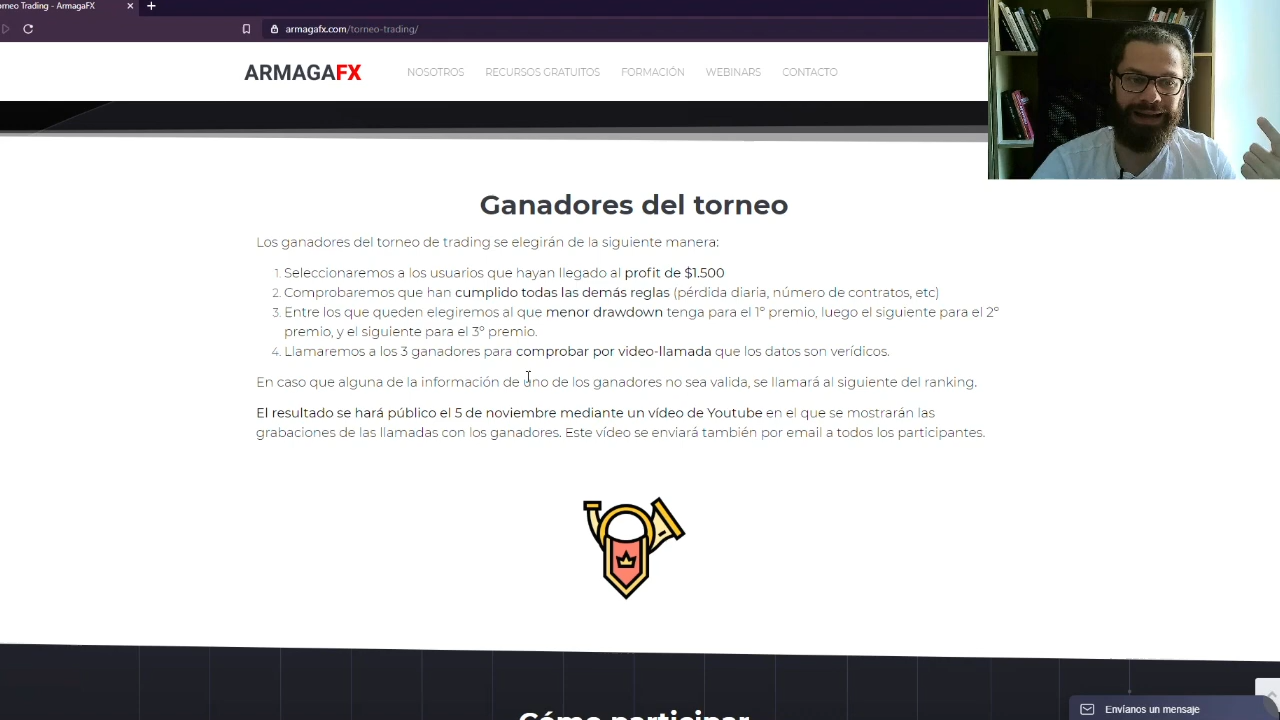 orneo Trading - ArmagaFX
armagafx.com/torneo-trading/
ARMAGAFX
NOSOTROS RECURSOS GRATUITOS FORMACIÓN WEBINARS CONTACTO
Ganadores del torneo
Los ganadores del torneo de trading se elegirán de la siguiente manera:
1. Seleccionaremos a los usuarios que hayan llegado al profit de $1.500
2. Comprobaremos que han cumplido todas las demás reglas (pérdida diaria, número de contratos, etc)
3. Entre los que queden elegiremos al que menor drawdown tenga para el 1º premio, luego el siguiente para el 2º
premio, y el siguiente para el 3º premio.
4. Llamaremos a los 3 ganadores para comprobar por video-llamada que los datos son verídicos.
En caso que alguna de la información de uno de los ganadores no sea valida, se llamará al siguiente del ranking.
El resultado se hará público el 5 de noviembre mediante un vídeo de Youtube en el que se mostrarán las
grabaciones de las llamadas con los ganadores. Este vídeo se enviará también por email a todos los participantes.
Cómo participar
Envíanos un mensaje